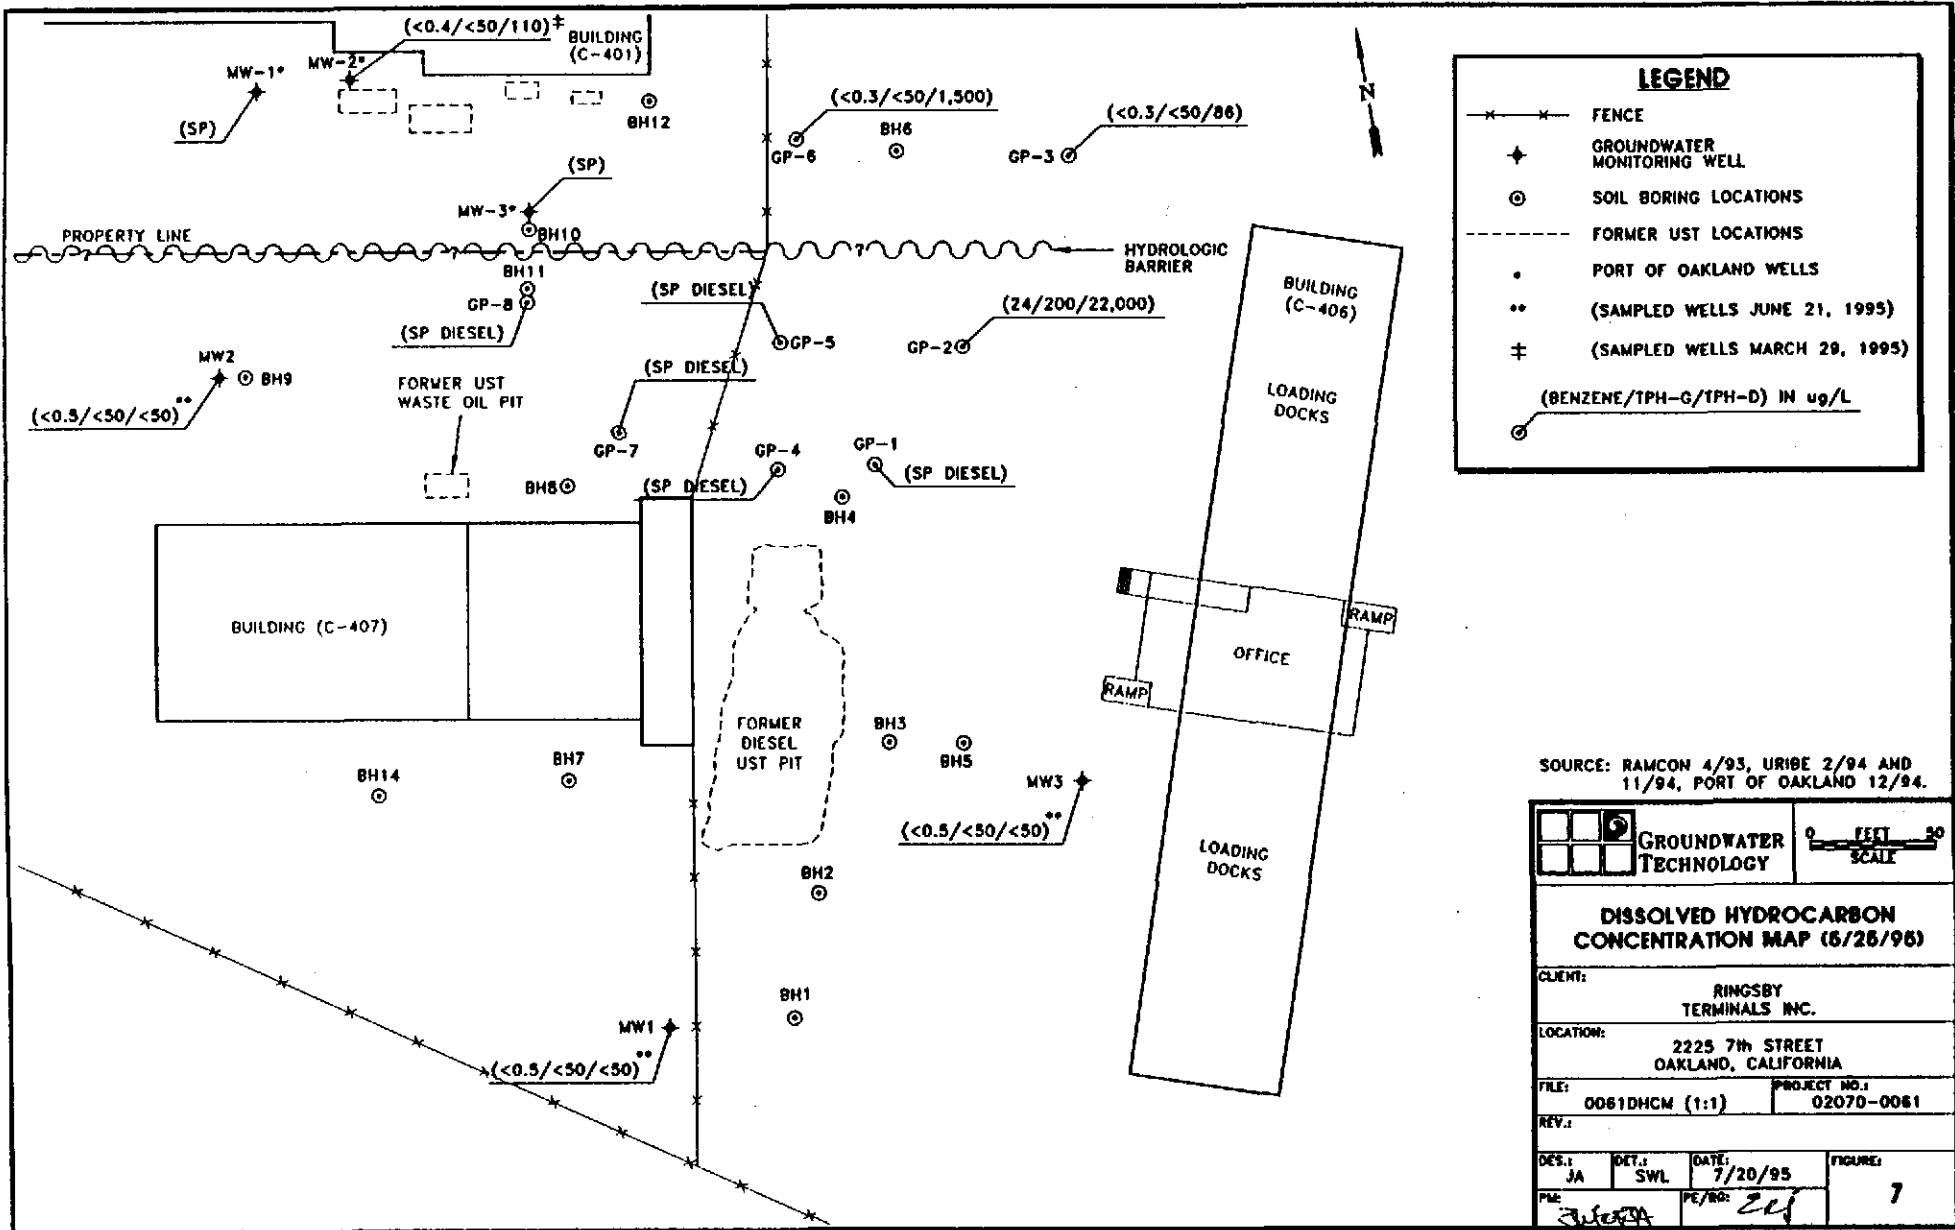 (<0.4/<50/110)‡
BUILDING
(C-401)
MW-1*
MW-2*
(SP)
BH12
(<0.3/<50/1,500)
BH6
GP-6
(<0.3/<50/86)
GP-3
N
(SP)
MW-3*
BH10
PROPERTY LINE
?
?
?
HYDROLOGIC
BARRIER
BH11
GP-8
(SP DIESEL)
(SP DIESEL)
GP-5
(24/200/22,000)
GP-2
MW2
BH9
(<0.5/<50/<50)**
FORMER UST
WASTE OIL PIT
(SP DIESEL)
GP-7
GP-4
GP-1
(SP DIESEL)
(SP DIESEL)
BH8
BH4
BUILDING
(C-406)
LOADING
DOCKS
BUILDING (C-407)
RAMP
OFFICE
RAMP
FORMER
DIESEL
UST PIT
BH3
BH5
BH14
BH7
MW3
(<0.5/<50/<50)**
LOADING
DOCKS
BH2
BH1
MW1
(<0.5/<50/<50)**
LEGEND
FENCE
GROUNDWATER
MONITORING WELL
SOIL BORING LOCATIONS
FORMER UST LOCATIONS
* PORT OF OAKLAND WELLS
** (SAMPLED WELLS JUNE 21, 1995)
‡ (SAMPLED WELLS MARCH 29, 1995)
(BENZENE/TPH-G/TPH-D) IN ug/L
SOURCE: RAMCON 4/93, URIBE 2/94 AND
11/94, PORT OF OAKLAND 12/94.
GROUNDWATER
TECHNOLOGY
0 FEET 50
SCALE
DISSOLVED HYDROCARBON
CONCENTRATION MAP (5/25/95)
CLIENT:
RINGSBY
TERMINALS INC.
LOCATION:
2225 7th STREET
OAKLAND, CALIFORNIA
FILE:
0061DHCM (1:1)
PROJECT NO.:
02070-0061
REV.:
DES.:
JA
DET.:
SWL
DATE:
7/20/95
FIGURE:
7
PM:
PE/RG: